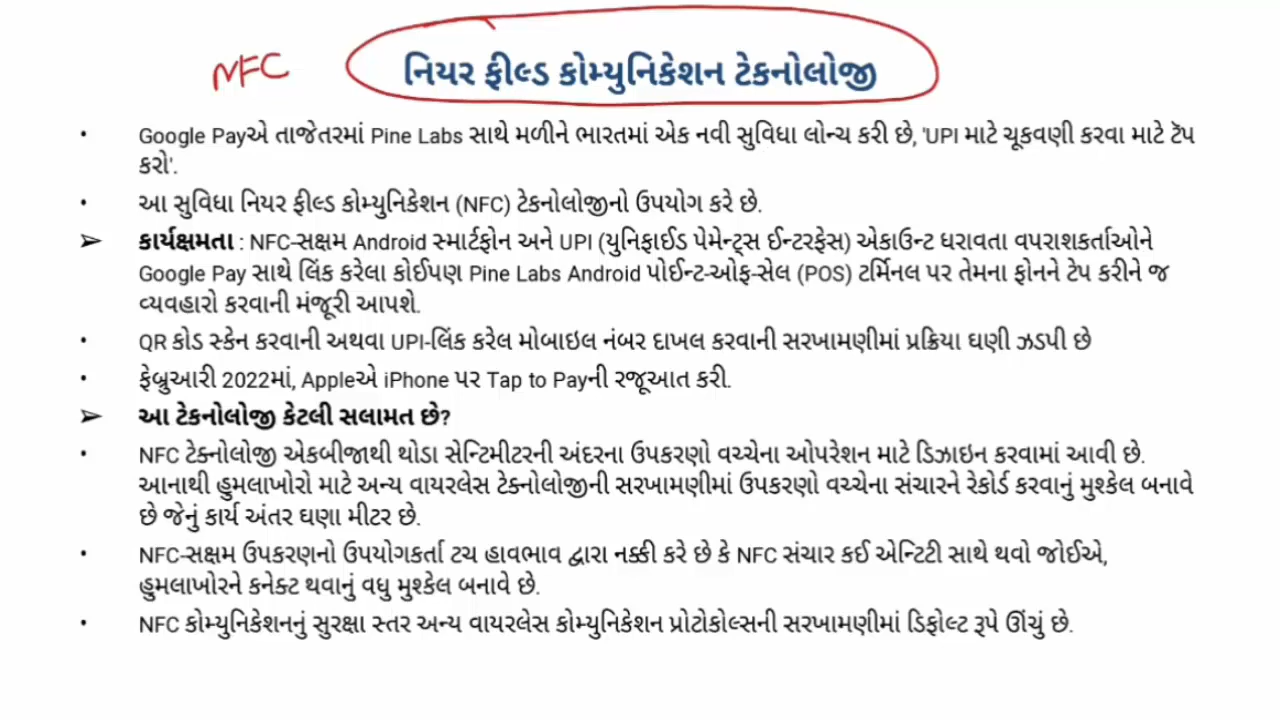 NFC
નિયર ફીલ્ડ કોમ્યુનિકેશન ટેકનોલોજી
• Google Payએ તાજેતરમાં Pine Labs સાથે મળીને ભારતમાં એક નવી સુવિધા લોન્ચ કરી છે, 'UPI માટે ચૂકવણી કરવા માટે ટૅપ
કરો'.
• આ સુવિધા નિયર ફીલ્ડ કોમ્યુનિકેશન (NFC) ટેકનોલોજીનો ઉપયોગ કરે છે.
➢ કાર્યક્ષમતા : NFC-સક્ષમ Android સ્માર્ટફોન અને UPI (યુનિફાઈડ પેમેન્ટ્સ ઈન્ટરફેસ) એકાઉન્ટ ધરાવતા વપરાશકર્તાઓને
Google Pay સાથે લિંક કરેલા કોઈપણ Pine Labs Android પોઈન્ટ-ઓફ-સેલ (POS) ટર્મિનલ પર તેમના ફોનને ટેપ કરીને જ
વ્યવહારો કરવાની મંજૂરી આપશે.
• QR કોડ સ્કેન કરવાની અથવા UPI-લિંક કરેલ મોબાઇલ નંબર દાખલ કરવાની સરખામણીમાં પ્રક્રિયા ઘણી ઝડપી છે
• ફેબ્રુઆરી 2022માં, Appleએ iPhone પર Tap to Payની રજૂઆત કરી.
➢ આ ટેકનોલોજી કેટલી સલામત છે?
• NFC ટેક્નોલોજી એકબીજાથી થોડા સેન્ટિમીટરની અંદરના ઉપકરણો વચ્ચેના ઓપરેશન માટે ડિઝાઇન કરવામાં આવી છે.
આનાથી હુમલાખોરો માટે અન્ય વાયરલેસ ટેક્નોલોજીની સરખામણીમાં ઉપકરણો વચ્ચેના સંચારને રેકોર્ડ કરવાનું મુશ્કેલ બનાવે
છે જેનું કાર્ય અંતર ઘણા મીટર છે.
• NFC-સક્ષમ ઉપકરણનો ઉપયોગકર્તા ટચ હાવભાવ દ્વારા નક્કી કરે છે કે NFC સંચાર કઈ એન્ટિટી સાથે થવો જોઈએ,
હુમલાખોરને કનેક્ટ થવાનું વધુ મુશ્કેલ બનાવે છે.
• NFC કોમ્યુનિકેશનનું સુરક્ષા સ્તર અન્ય વાયરલેસ કોમ્યુનિકેશન પ્રોટોકોલ્સની સરખામણીમાં ડિફોલ્ટ રૂપે ઊંચું છે.